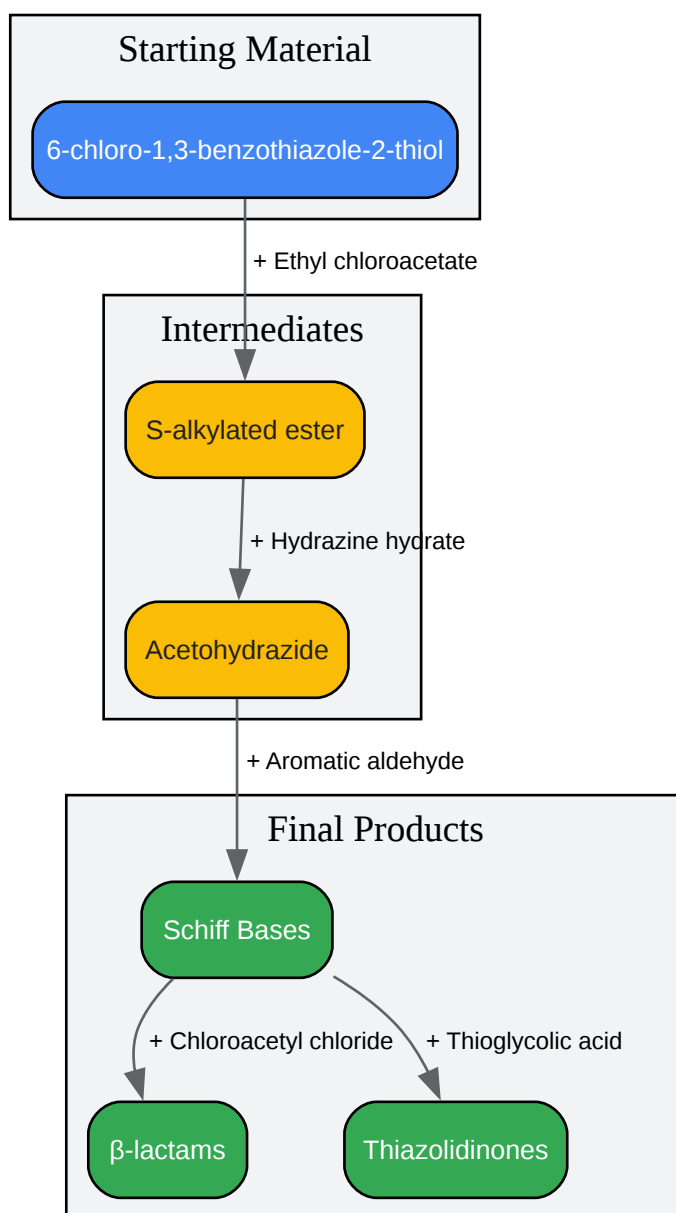 Starting Material
6-chloro-1,3-benzothiazole-2-thiol
+ Ethyl chloroacetate
Intermediates
S-alkylated ester
+ Hydrazine hydrate
Acetohydrazide
+ Aromatic aldehyde
Final Products
Schiff Bases
+ Chloroacetyl chloride
+ Thioglycolic acid
β-lactams
Thiazolidinones